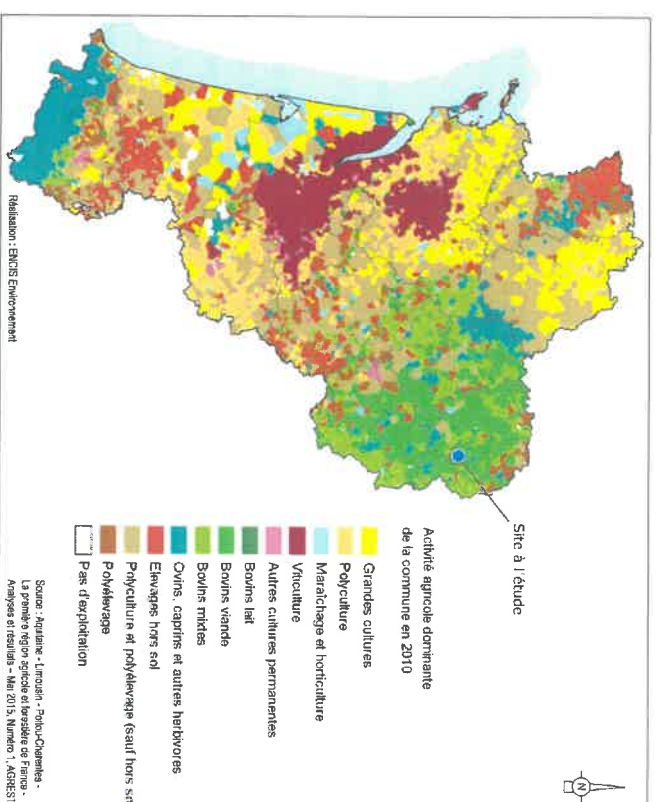 Site à l'étude
Activité agricole dominante
de la commune en 2010
Grandes cultures
Polyculture
Maraîchage et horticulture
Viticulture
Autres cultures permanentes
Bovins lait
Bovins viande
Bovins mixtes
Ovins, caprins et autres herbivores
Elevages hors sol
Polyculture et polyélevage (sauf hors so
Polyélevage
Pas d'exploitation
N
Réalisation : ENCIS Environnement
Source : Aquitaine - Limousin - Poitou-Charentes -
La première région agricole et forestière de France -
Analyses et résultats – Mai 2015, Numéro 1, AGREST